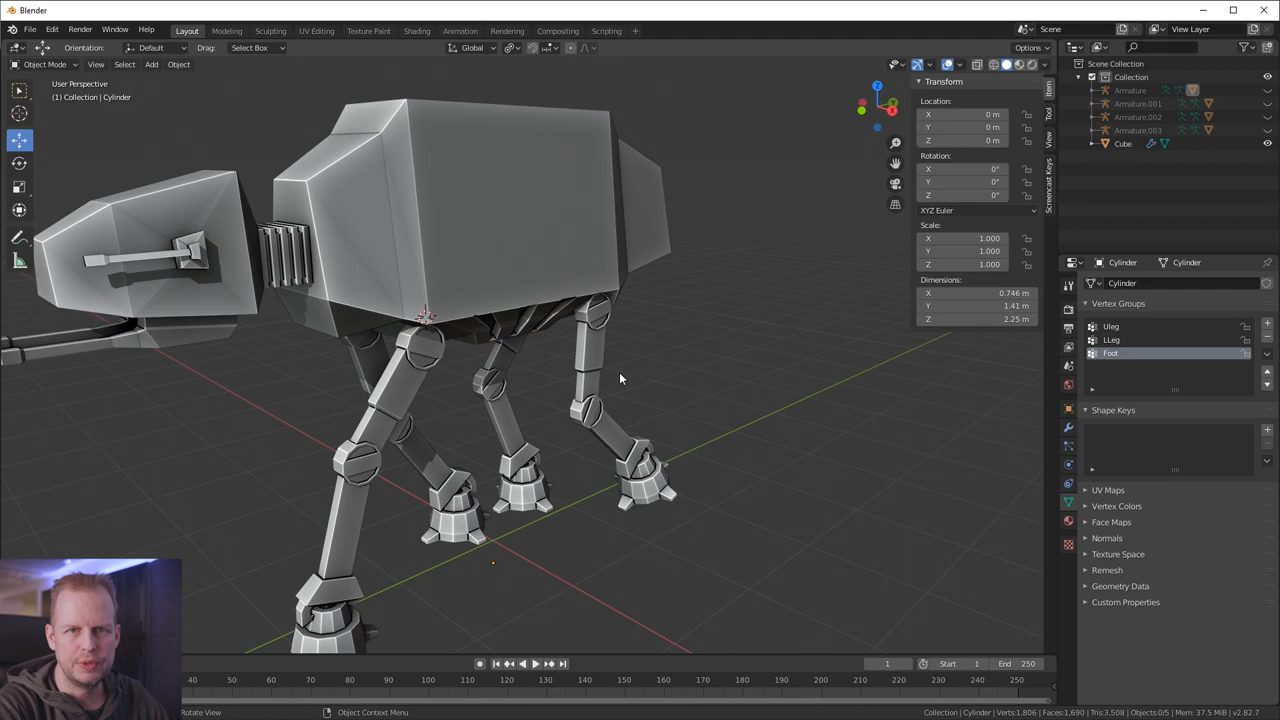 Blender
File Edit Render Window Help
Layout Modeling Sculpting UV Editing Texture Paint Shading Animation Rendering Compositing Scripting +
Scene
View Layer
Orientation: Default Drag: Select Box
Global
Options
Object Mode View Select Add Object
User Perspective
(1) Collection | Cylinder
Z
Y
X
Transform
Location:
X 0 m
Y 0 m
Z 0 m
Rotation:
X 0°
Y 0°
Z 0°
XYZ Euler
Scale:
X 1.000
Y 1.000
Z 1.000
Dimensions:
X 0.746 m
Y 1.41 m
Z 2.25 m
Item
Tool
View
Screencast Keys
Scene Collection
Collection
Armature
Armature.001
Armature.002
Armature.003
Cube
Cylinder Cylinder
Cylinder
Vertex Groups
Uleg
LLeg
Foot
Shape Keys
UV Maps
Vertex Colors
Face Maps
Normals
Texture Space
Remesh
Geometry Data
Custom Properties
1 Start 1 End 250
40 50 60 70 80 90 100 110 120 130 140 150 160 170 180 190 200 210 220 230 240 250
Rotate View Object Context Menu
Collection | Cylinder | Verts:1,806 | Faces:1,690 | Tris:3,508 | Objects:0/5 | Mem: 37.5 MiB | v2.82.7